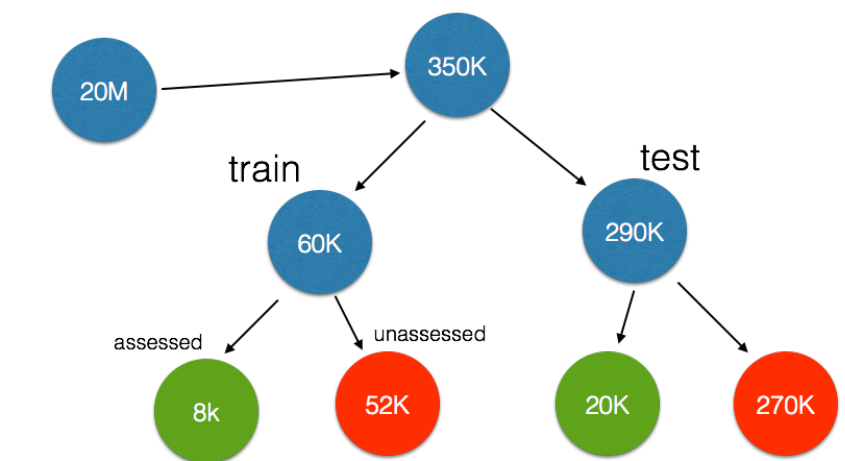 20M
350K
train
test
60K
290K
assessed
unassessed
8k
52K
20K
270K